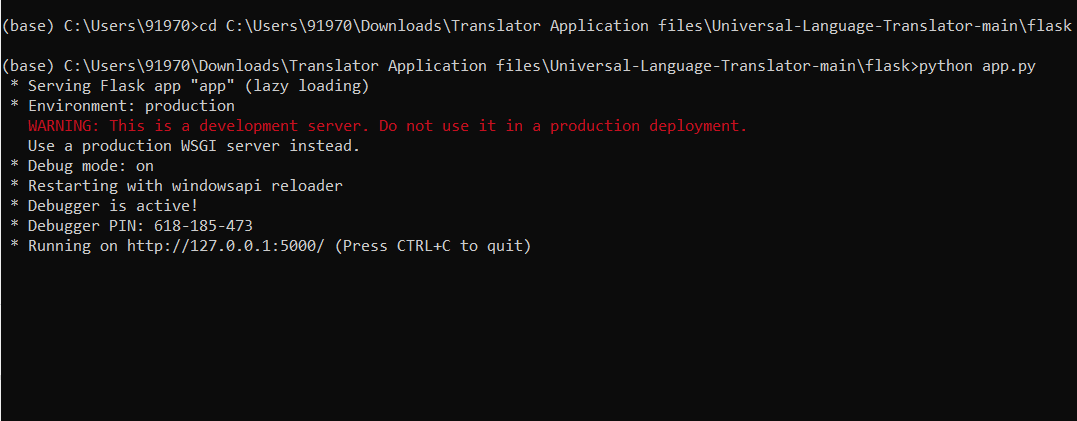 (base) C:\Users\91970>cd C:\Users\91970\Downloads\Translator Application files\Universal-Language-Translator-main\flask
(base) C:\Users\91970\Downloads\Translator Application files\Universal-Language-Translator-main\flask>python app.py
* Serving Flask app "app" (lazy loading)
* Environment: production
WARNING: This is a development server. Do not use it in a production deployment.
Use a production WSGI server instead.
* Debug mode: on
* Restarting with windowsapi reloader
* Debugger is active!
* Debugger PIN: 618-185-473
* Running on http://127.0.0.1:5000/ (Press CTRL+C to quit)